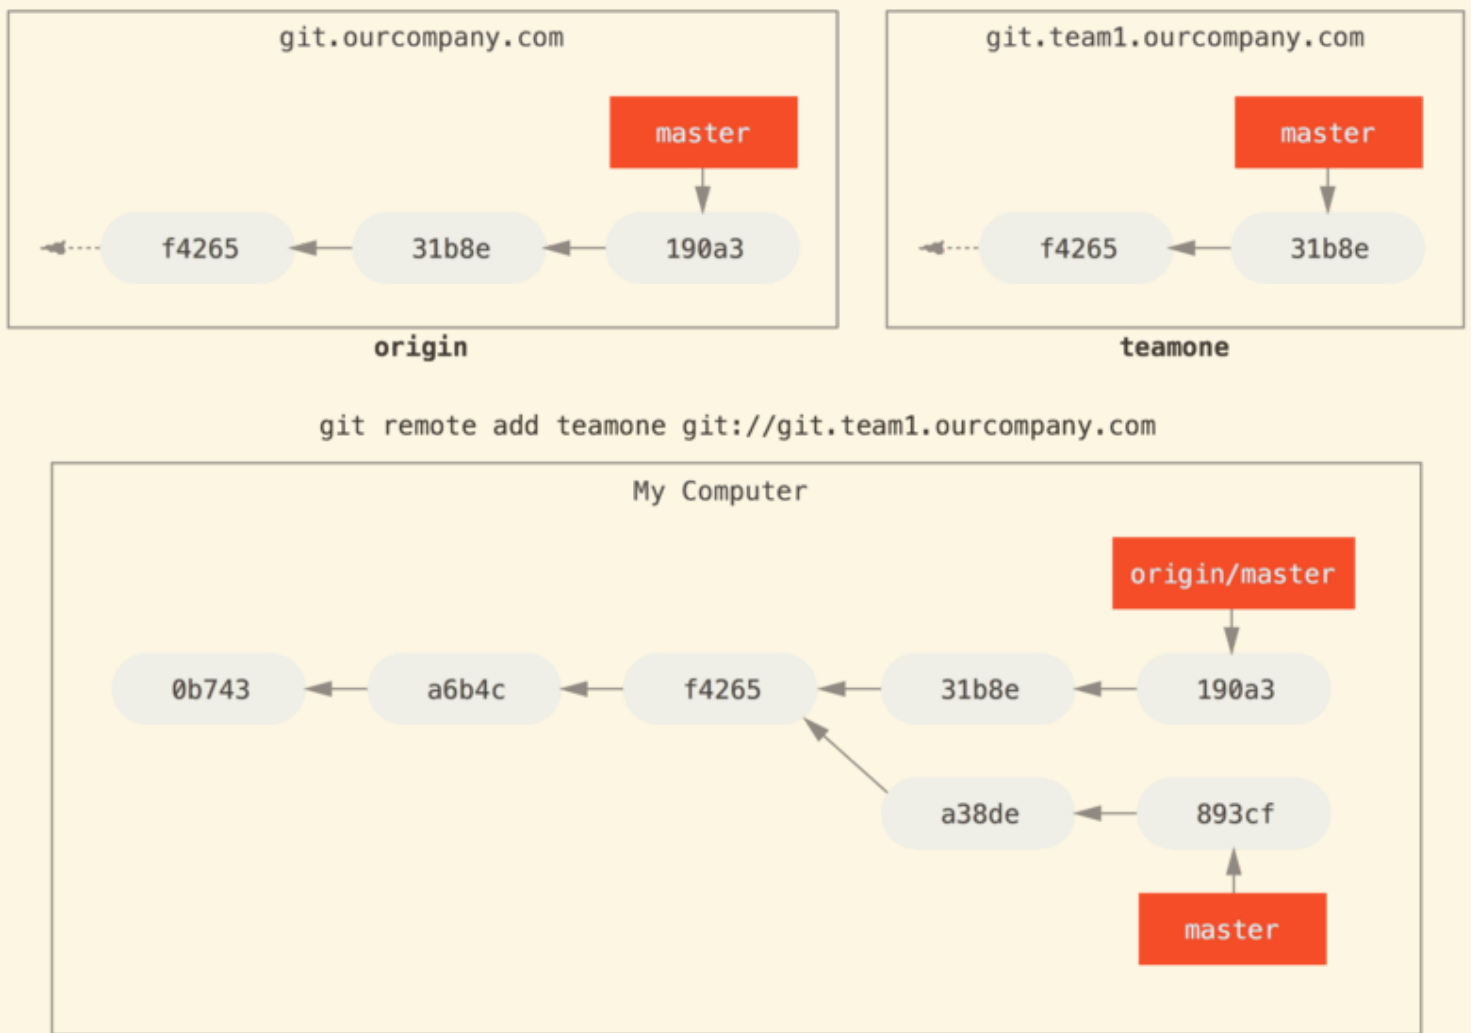 git.ourcompany.com
master
f4265 31b8e 190a3
origin
git.team1.ourcompany.com
master
f4265 31b8e
teamone
git remote add teamone git://git.team1.ourcompany.com
My Computer
origin/master
0b743 a6b4c f4265 31b8e 190a3
a38de 893cf
master